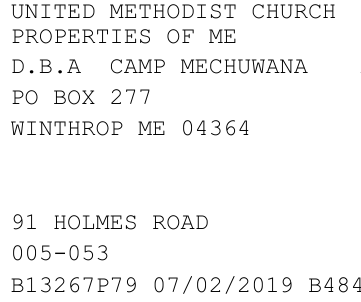 UNITED METHODIST CHURCH
PROPERTIES OF ME
D.B.A CAMP MECHUWANA
PO BOX 277
WINTHROP ME 04364
91 HOLMES ROAD
005-053
B13267P79 07/02/2019 B484